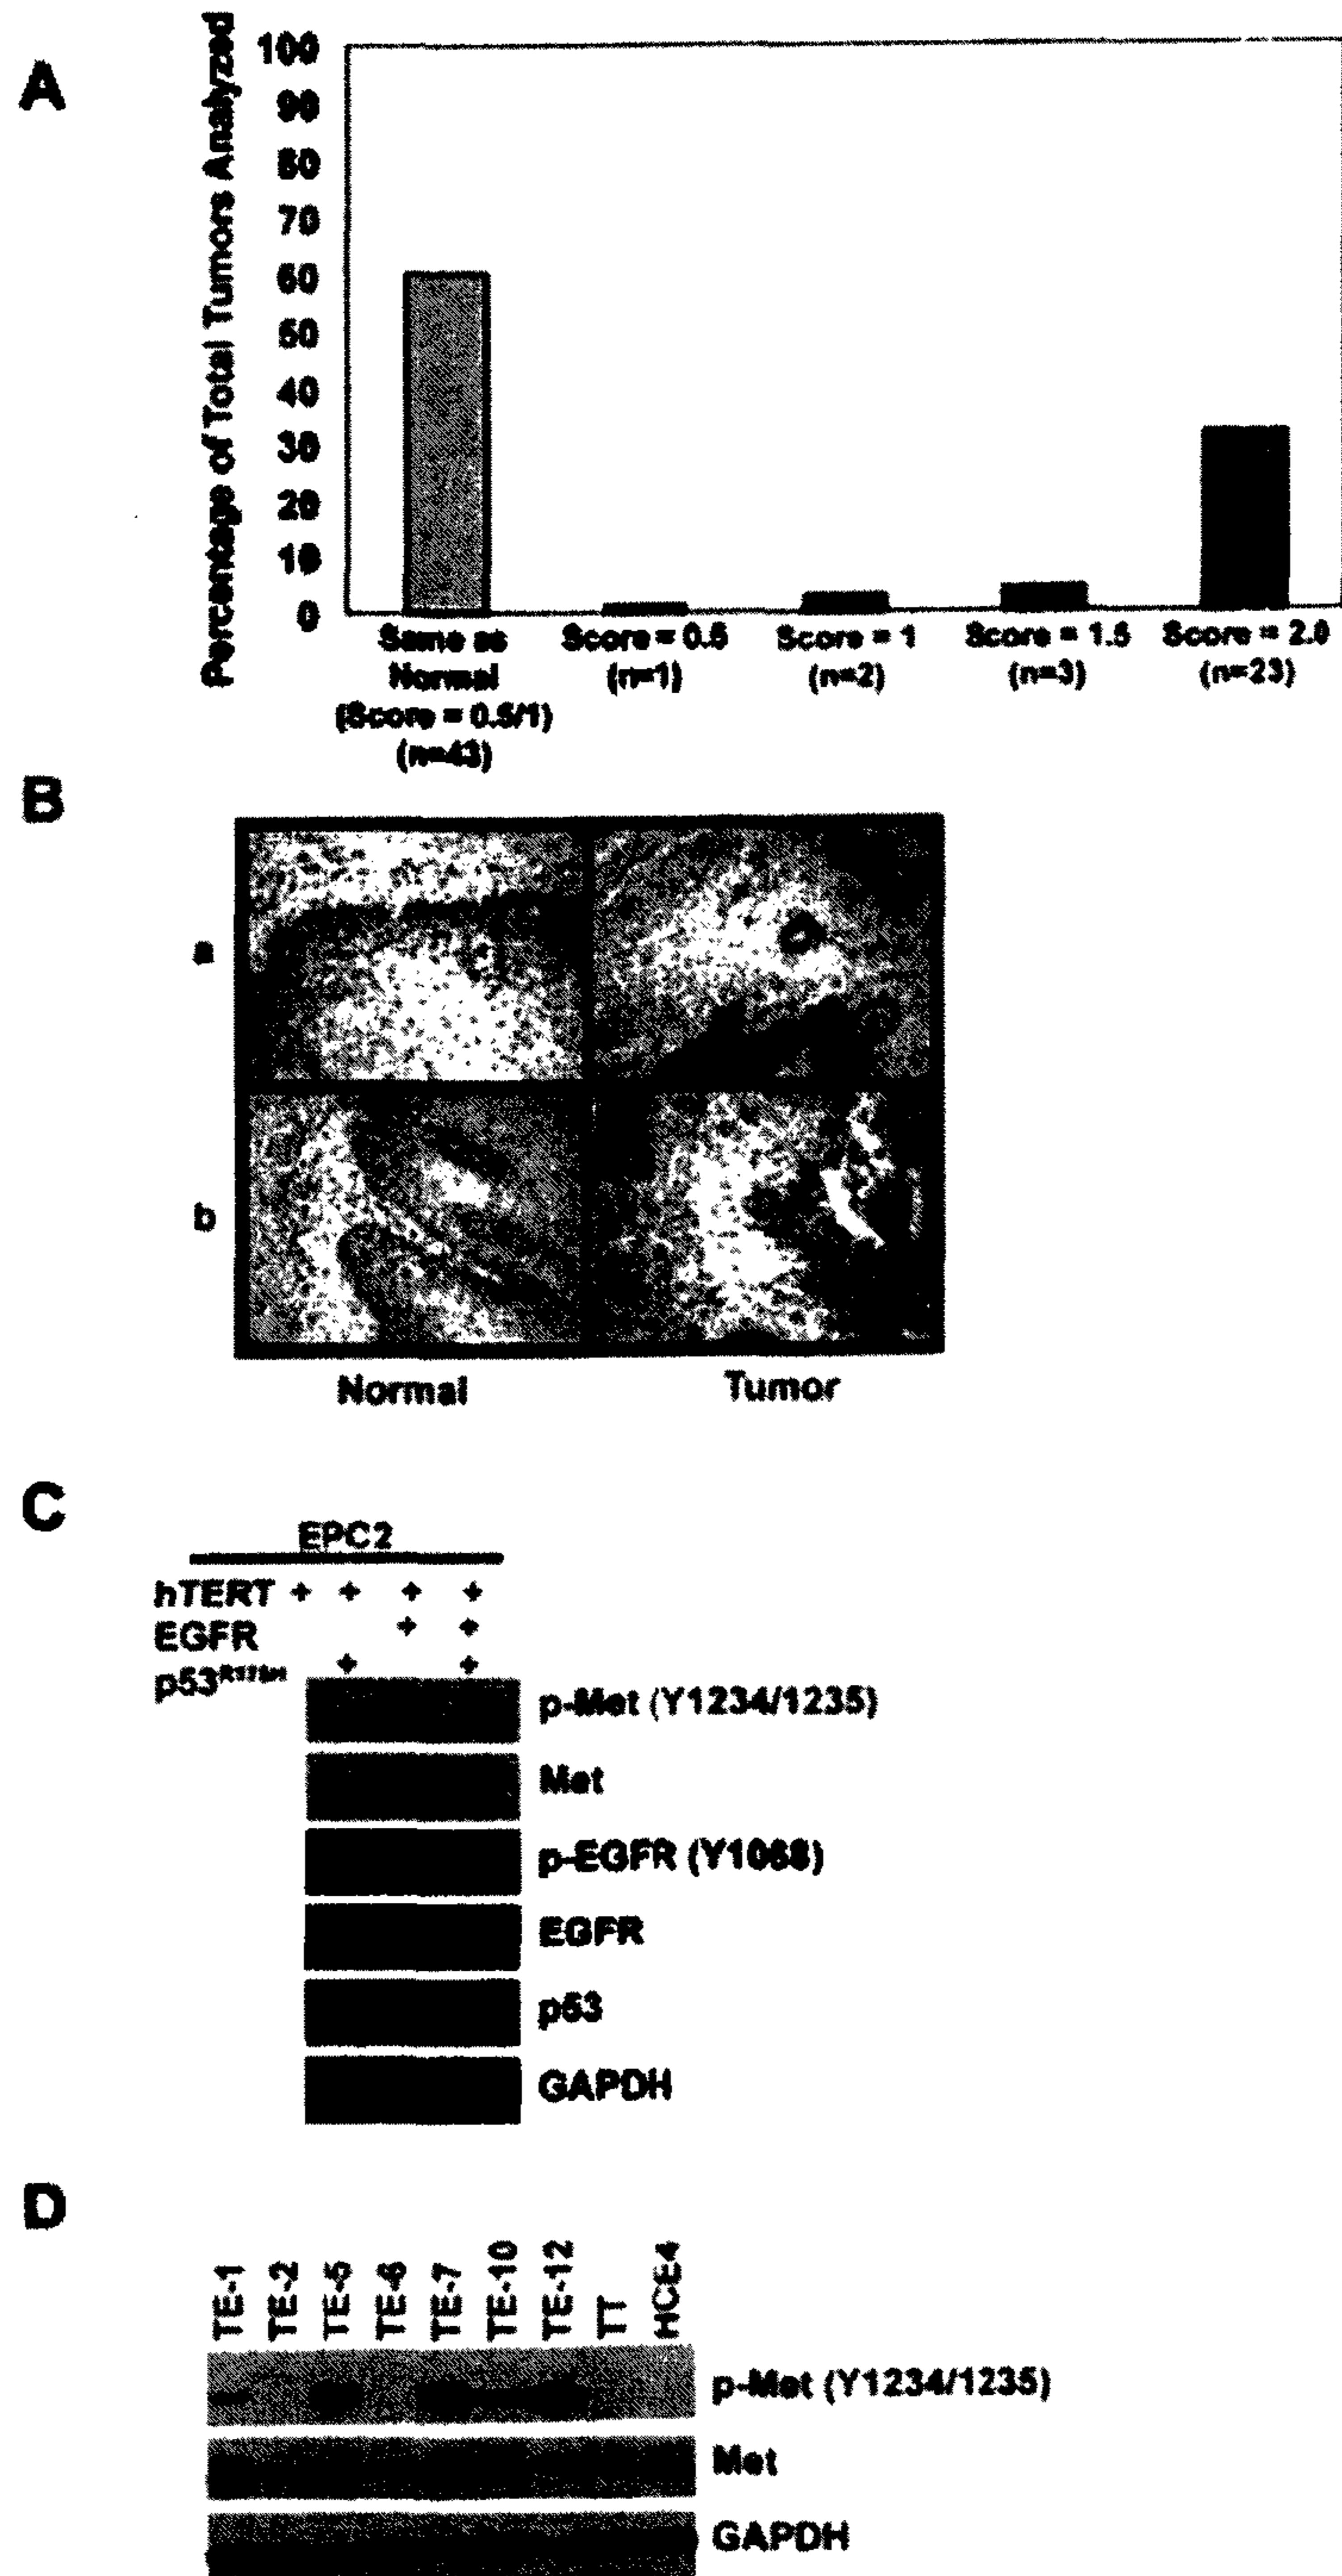 A
Percentage of Total Tumors Analyzed
100
90
80
70
60
50
40
30
20
10
0
Same as Normal (Score = 0.5/1) (n=43)
Score = 0.5 (n=1)
Score = 1 (n=2)
Score = 1.5 (n=3)
Score = 2.0 (n=23)
B
a
b
Normal
Tumor
C
EPC2
hTERT + + + +
EGFR + +
p53 + +
p-Met (Y1234/1235)
Met
p-EGFR (Y1068)
EGFR
p53
GAPDH
D
TE-1 TE-2 TE-5 TE-6 TE-7 TE-10 TE-12 TT HCE4
p-Met (Y1234/1235)
Met
GAPDH